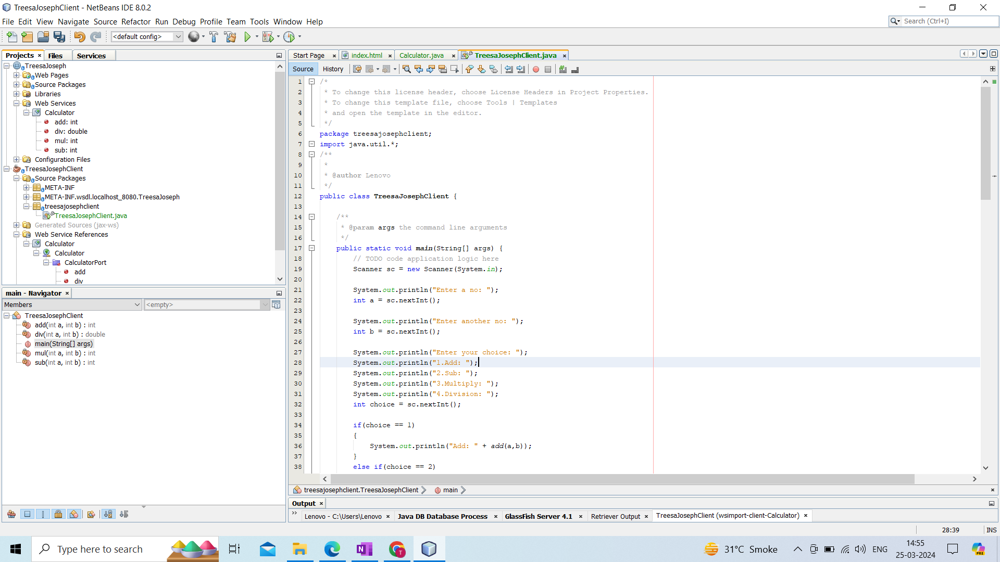 TreesaJosephClient - NetBeans IDE 8.0.2
File Edit View Navigate Source Refactor Run Debug Profile Team Tools Window Help
Search (Ctrl+I)
<default config>
Projects Files Services
TreesaJoseph
Web Pages
Source Packages
Libraries
Web Services
Calculator
add: int
div: double
mul: int
sub: int
Configuration Files
TreesaJosephClient
Source Packages
META-INF
META-INF.wsdl.localhost_8080.TreesaJoseph
treesajosephclient
TreesaJosephClient.java
Generated Sources (jax-ws)
Web Service References
Calculator
Calculator
CalculatorPort
add
div
main - Navigator
Members
<empty>
TreesaJosephClient
add(int a, int b) : int
div(int a, int b) : double
main(String[] args)
mul(int a, int b) : int
sub(int a, int b) : int
Start Page index.html Calculator.java TreesaJosephClient.java
Source History
1 /*
2 * To change this license header, choose License Headers in Project Properties.
3 * To change this template file, choose Tools | Templates
4 * and open the template in the editor.
5 */
6 package treesajosephclient;
7 import java.util.*;
8 /**
9 *
10 * @author Lenovo
11 */
12 public class TreesaJosephClient {
13
14 /**
15 * @param args the command line arguments
16 */
17 public static void main(String[] args) {
18 // TODO code application logic here
19 Scanner sc = new Scanner(System.in);
20
21 System.out.println("Enter a no: ");
22 int a = sc.nextInt();
23
24 System.out.println("Enter another no: ");
25 int b = sc.nextInt();
26
27 System.out.println("Enter your choice: ");
28 System.out.println("1.Add: ");
29 System.out.println("2.Sub: ");
30 System.out.println("3.Multiply: ");
31 System.out.println("4.Division: ");
32 int choice = sc.nextInt();
33
34 if(choice == 1)
35 {
36 System.out.println("Add: " + add(a,b));
37 }
38 else if(choice == 2)
treesajosephclient.TreesaJosephClient main
Output
Lenovo - C:\Users\Lenovo Java DB Database Process GlassFish Server 4.1 Retriever Output TreesaJosephClient (wsimport-client-Calculator)
28:39 INS
Type here to search
31°C Smoke
ENG
14:55
25-03-2024
PRE